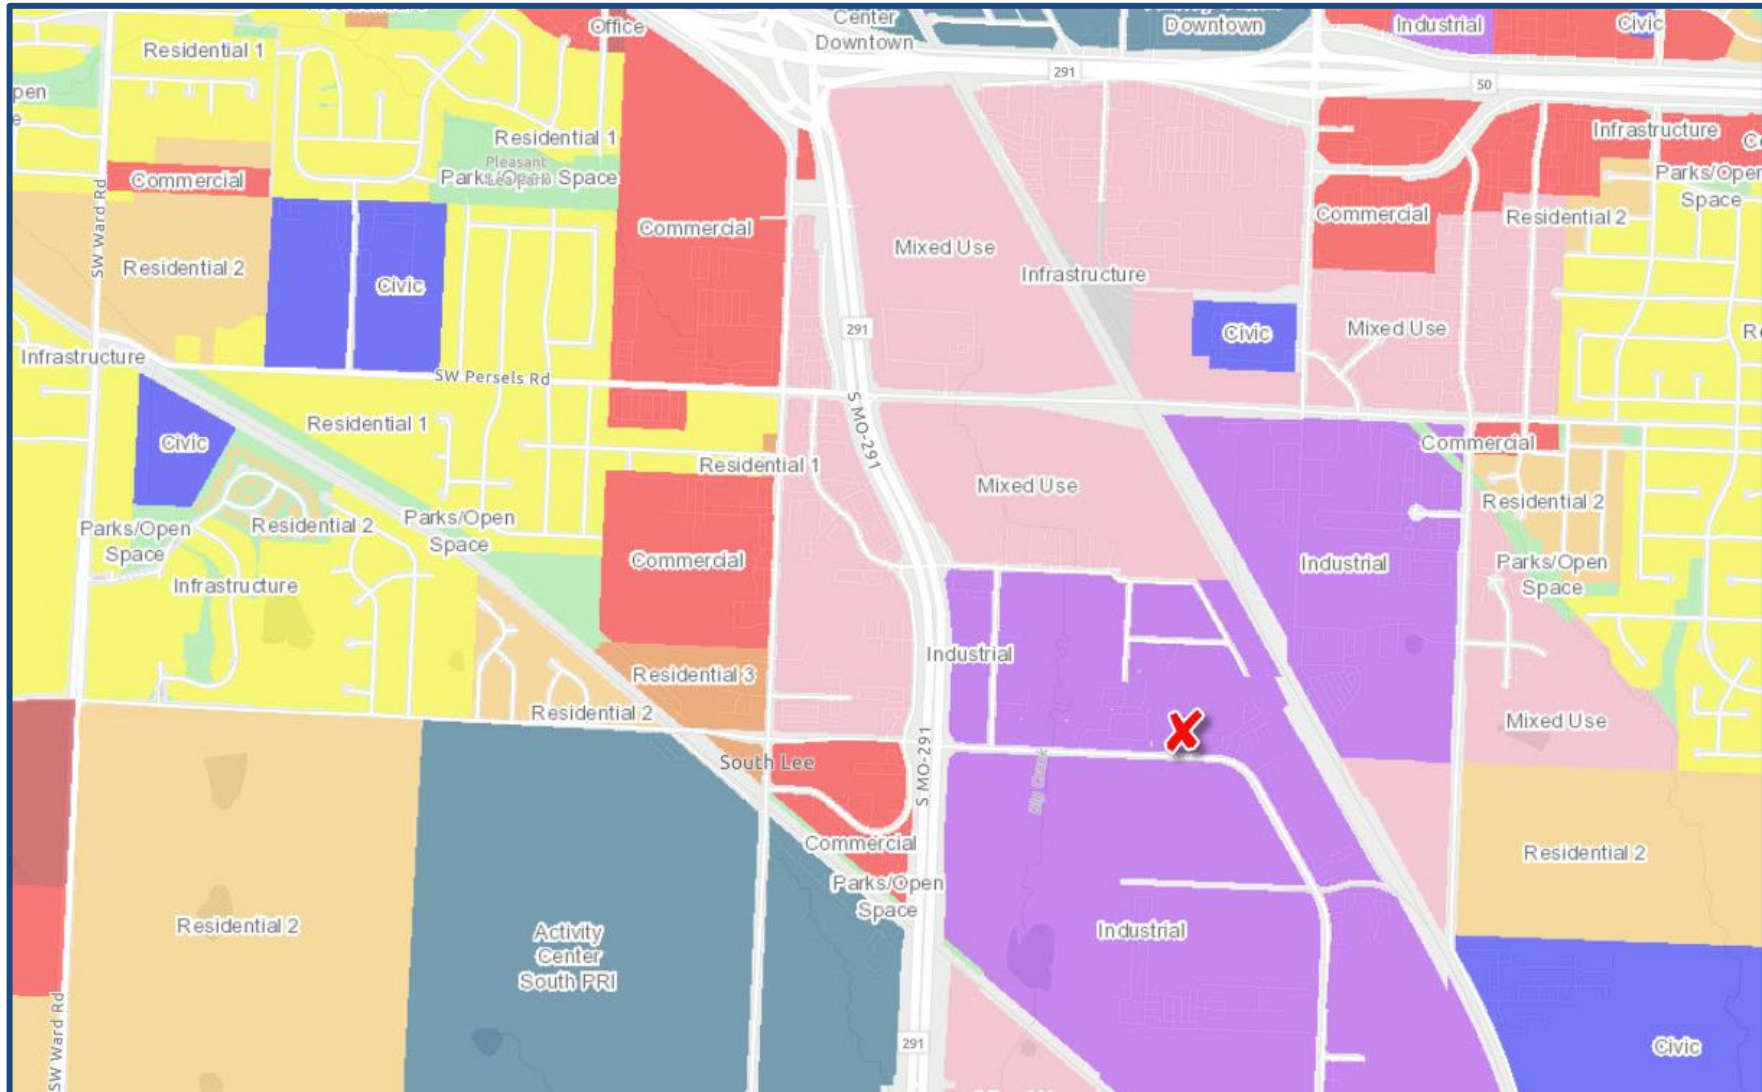 Office
Center
Downtown
Downtown
Industrial
Civic
Residential 1
291
50
pen
Residential 1
Infrastructure
Pleasant
Lea Park
Parks/Open Space
Commercial
Parks/Open
Space
SW Ward Rd
Commercial
Commercial
Residential 2
Mixed Use
Residential 2
Civic
Infrastructure
291
Civic
Mixed Use
Infrastructure
SW Persels Rd
S MO-291
Residential 1
Civic
Commercial
Residential 1
Mixed Use
Residential 2
Parks/Open
Space
Residential 2
Parks/Open
Space
Commercial
Industrial
Parks/Open
Space
Infrastructure
Industrial
Residential 3
Residential 2
Mixed Use
South Lee
S MO-291
Big Creek
Commercial
Residential 2
Parks/Open
Space
Residential 2
Activity
Center
South PRI
Industrial
SW Ward Rd
291
Civic